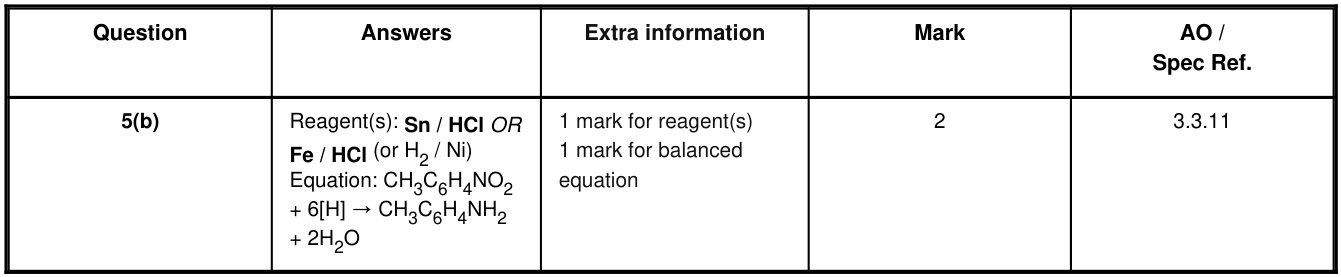 Question Answers Extra information Mark AO /
Spec Ref.
5(b) Reagent(s): Sn / HCl OR 1 mark for reagent(s) 2 3.3.11
Fe / HCl (or H₂ / Ni) 1 mark for balanced
Equation: CH₃C₆H₄NO₂ equation
+ 6[H] → CH₃C₆H₄NH₂
+ 2H₂O